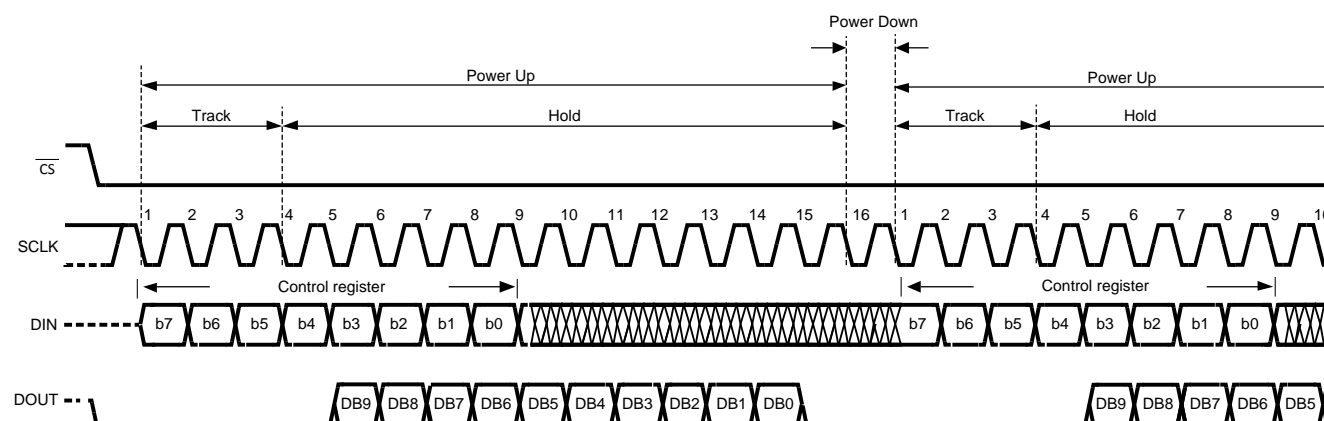 Power Down
Power Up
Power Up
Track
Hold
Track
Hold
CS
1 2 3 4 5 6 7 8 9 10 11 12 13 14 15 16 1 2 3 4 5 6 7 8 9
SCLK
Control register
Control register
DIN
b7 b6 b5 b4 b3 b2 b1 b0 b7 b6 b5 b4 b3 b2 b1 b0
DOUT
DB9 DB8 DB7 DB6 DB5 DB4 DB3 DB2 DB1 DB0 DB9 DB8 DB7 DB6 DB5